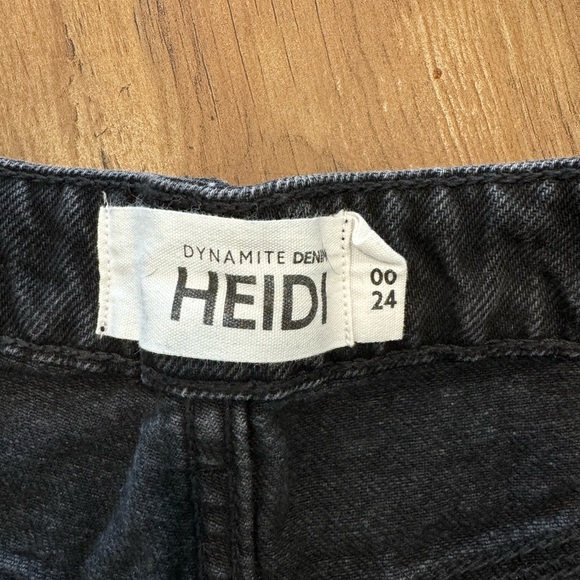 DYNAMITE DENIM
HEIDI
00
24